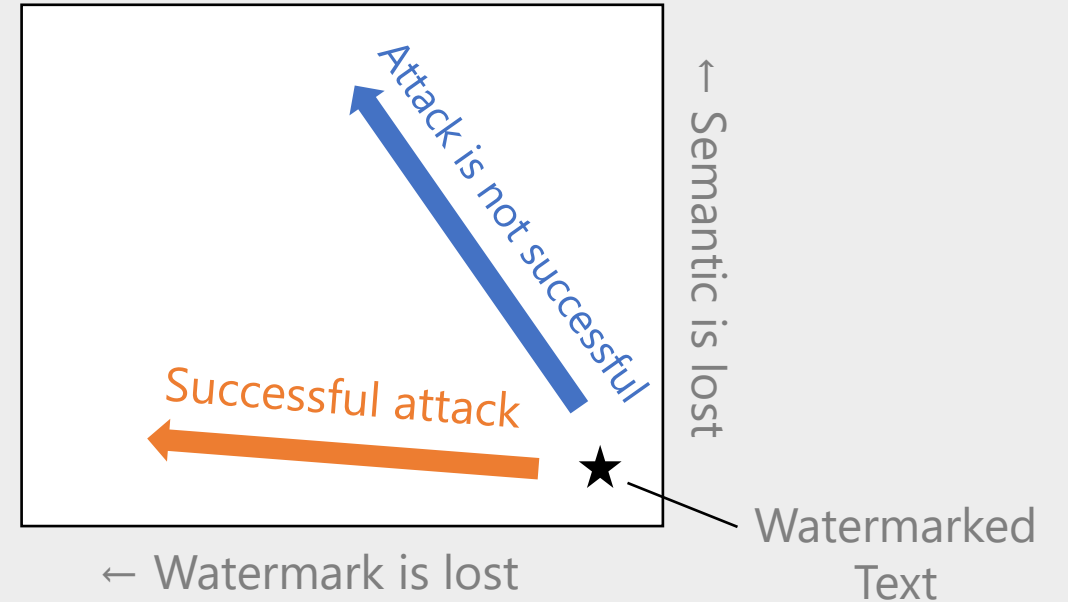 Attack is not successful
← Semantic is lost
Successful attack
Watermarked
Text
← Watermark is lost